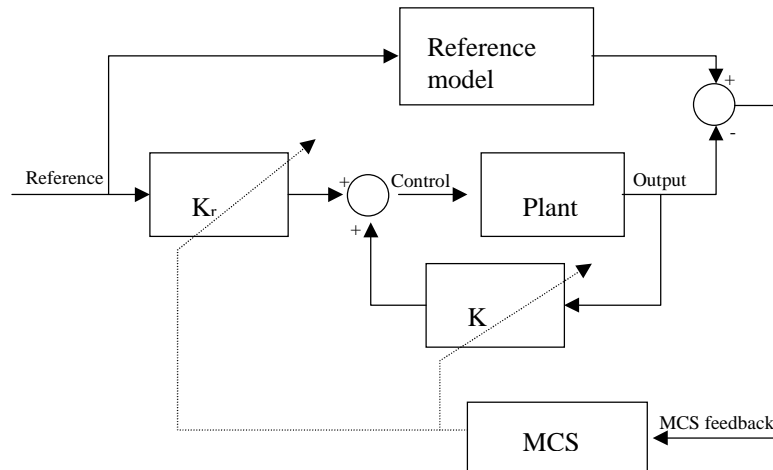 Reference
model
+
-
Reference
Kr
+
+
Control
Plant
Output
K
MCS feedback
MCS